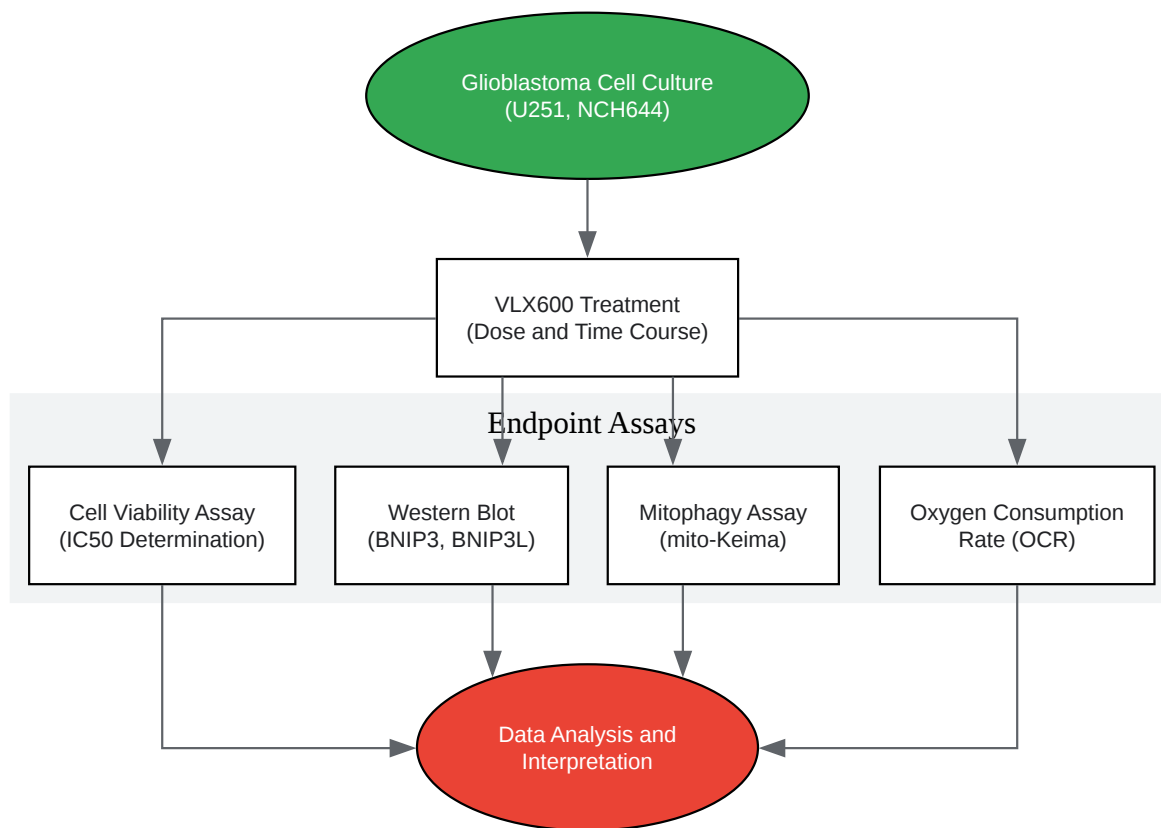 Glioblastoma Cell Culture
(U251, NCH644)
VLX600 Treatment
(Dose and Time Course)
Endpoint Assays
Cell Viability Assay
(IC50 Determination)
Western Blot
(BNIP3, BNIP3L)
Mitophagy Assay
(mito-Keima)
Oxygen Consumption
Rate (OCR)
Data Analysis and
Interpretation